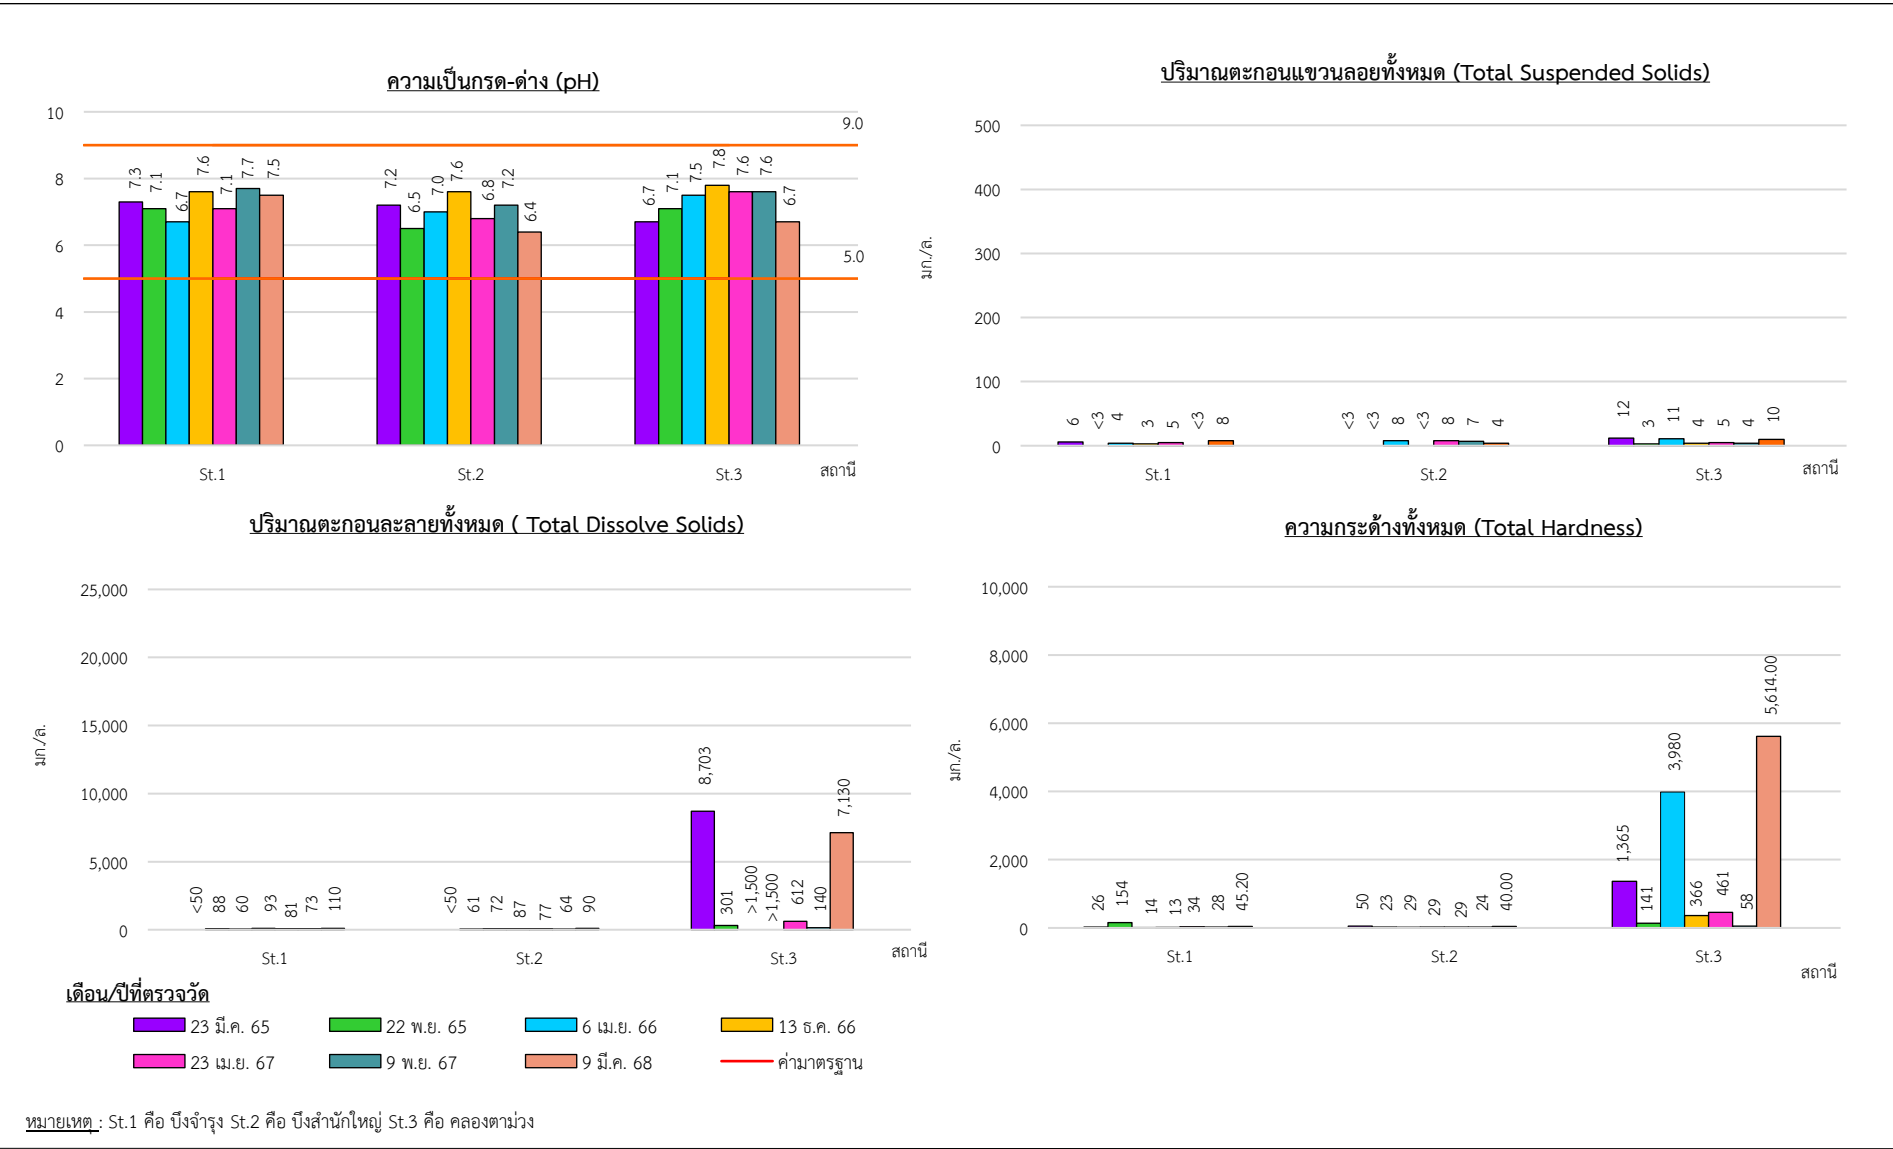 ความเป็นกรด-ด่าง (pH)
10
8
6
4
2
0
9.0
5.0
7.3 7.1 6.7 7.6 7.1 7.7 7.5
7.2 6.5 7.0 7.6 6.8 7.2 6.4
6.7 7.1 7.5 7.8 7.6 7.6 6.7
St.1 St.2 St.3 สถานี
ปริมาณตะกอนแขวนลอยทั้งหมด (Total Suspended Solids)
มก./ล.
500
400
300
200
100
0
6 <3 4 3 5 <3 8
<3 <3 8 <3 8 7 4
12 3 11 4 5 4 10
St.1 St.2 St.3 สถานี
ปริมาณตะกอนละลายทั้งหมด ( Total Dissolve Solids)
มก./ล.
25,000
20,000
15,000
10,000
5,000
0
<50 88 60 93 81 73 110
<50 61 72 87 77 64 90
8,703 301 >1,500 >1,500 612 140 7,130
St.1 St.2 St.3 สถานี
ความกระด้างทั้งหมด (Total Hardness)
มก./ล.
10,000
8,000
6,000
4,000
2,000
0
26 154 14 13 34 28 45.20
50 23 29 29 29 24 40.00
1,365 141 3,980 366 461 58 5,614.00
St.1 St.2 St.3 สถานี
เดือน/ปีที่ตรวจวัด
23 มี.ค. 65 22 พ.ย. 65 6 เม.ย. 66 13 ธ.ค. 66
23 เม.ย. 67 9 พ.ย. 67 9 มี.ค. 68 ค่ามาตรฐาน
หมายเหตุ : St.1 คือ บึงจำรุง St.2 คือ บึงสำนักใหญ่ St.3 คือ คลองตาม่วง